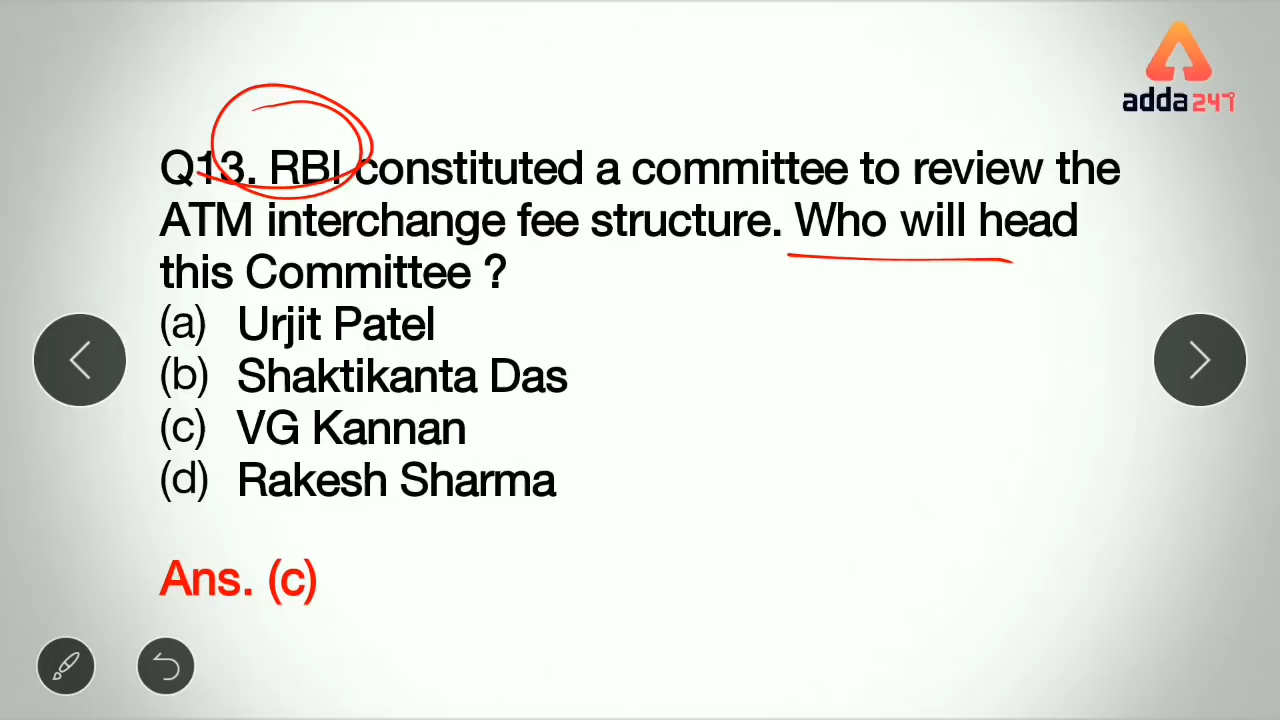 adda247
Q13. RBI constituted a committee to review the
ATM interchange fee structure. Who will head
this Committee ?
(a) Urjit Patel
(b) Shaktikanta Das
(c) VG Kannan
(d) Rakesh Sharma
Ans. (c)